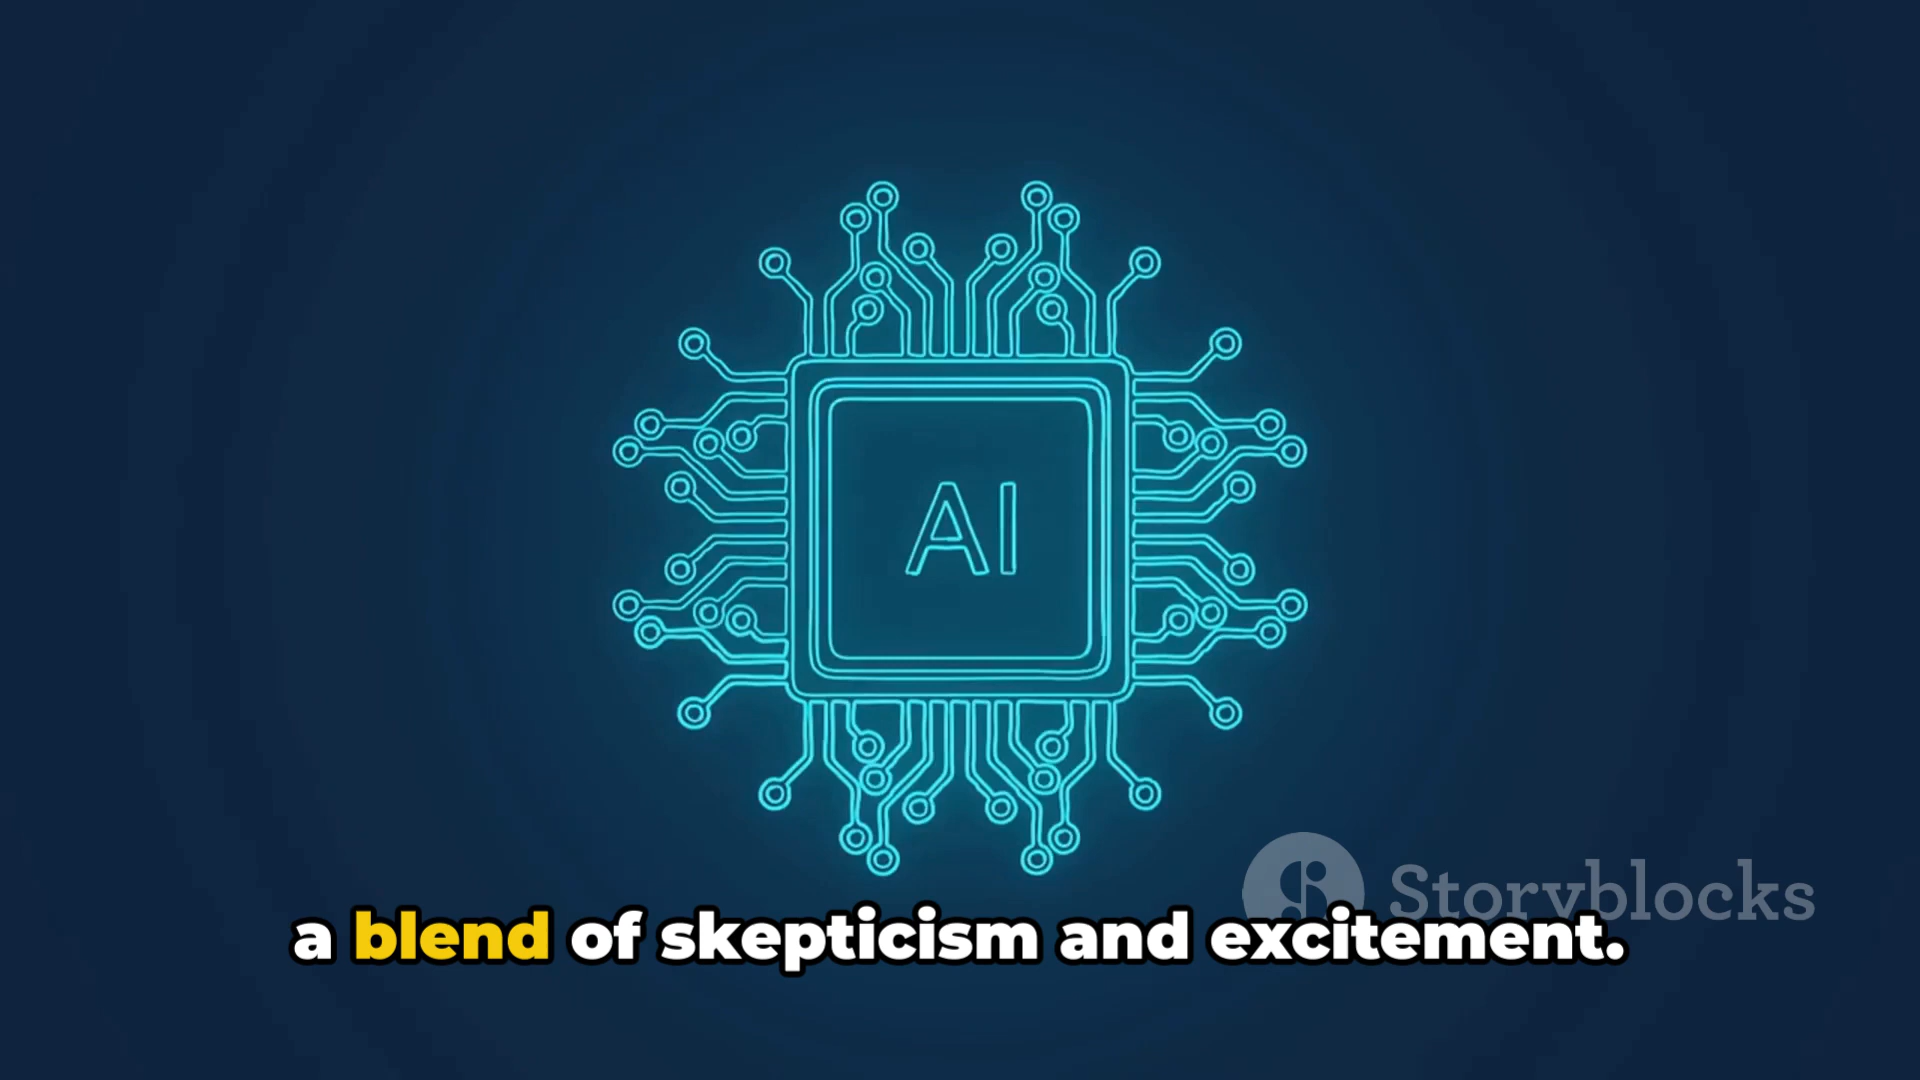 AI
Storyblocks
a blend of skepticism and excitement.